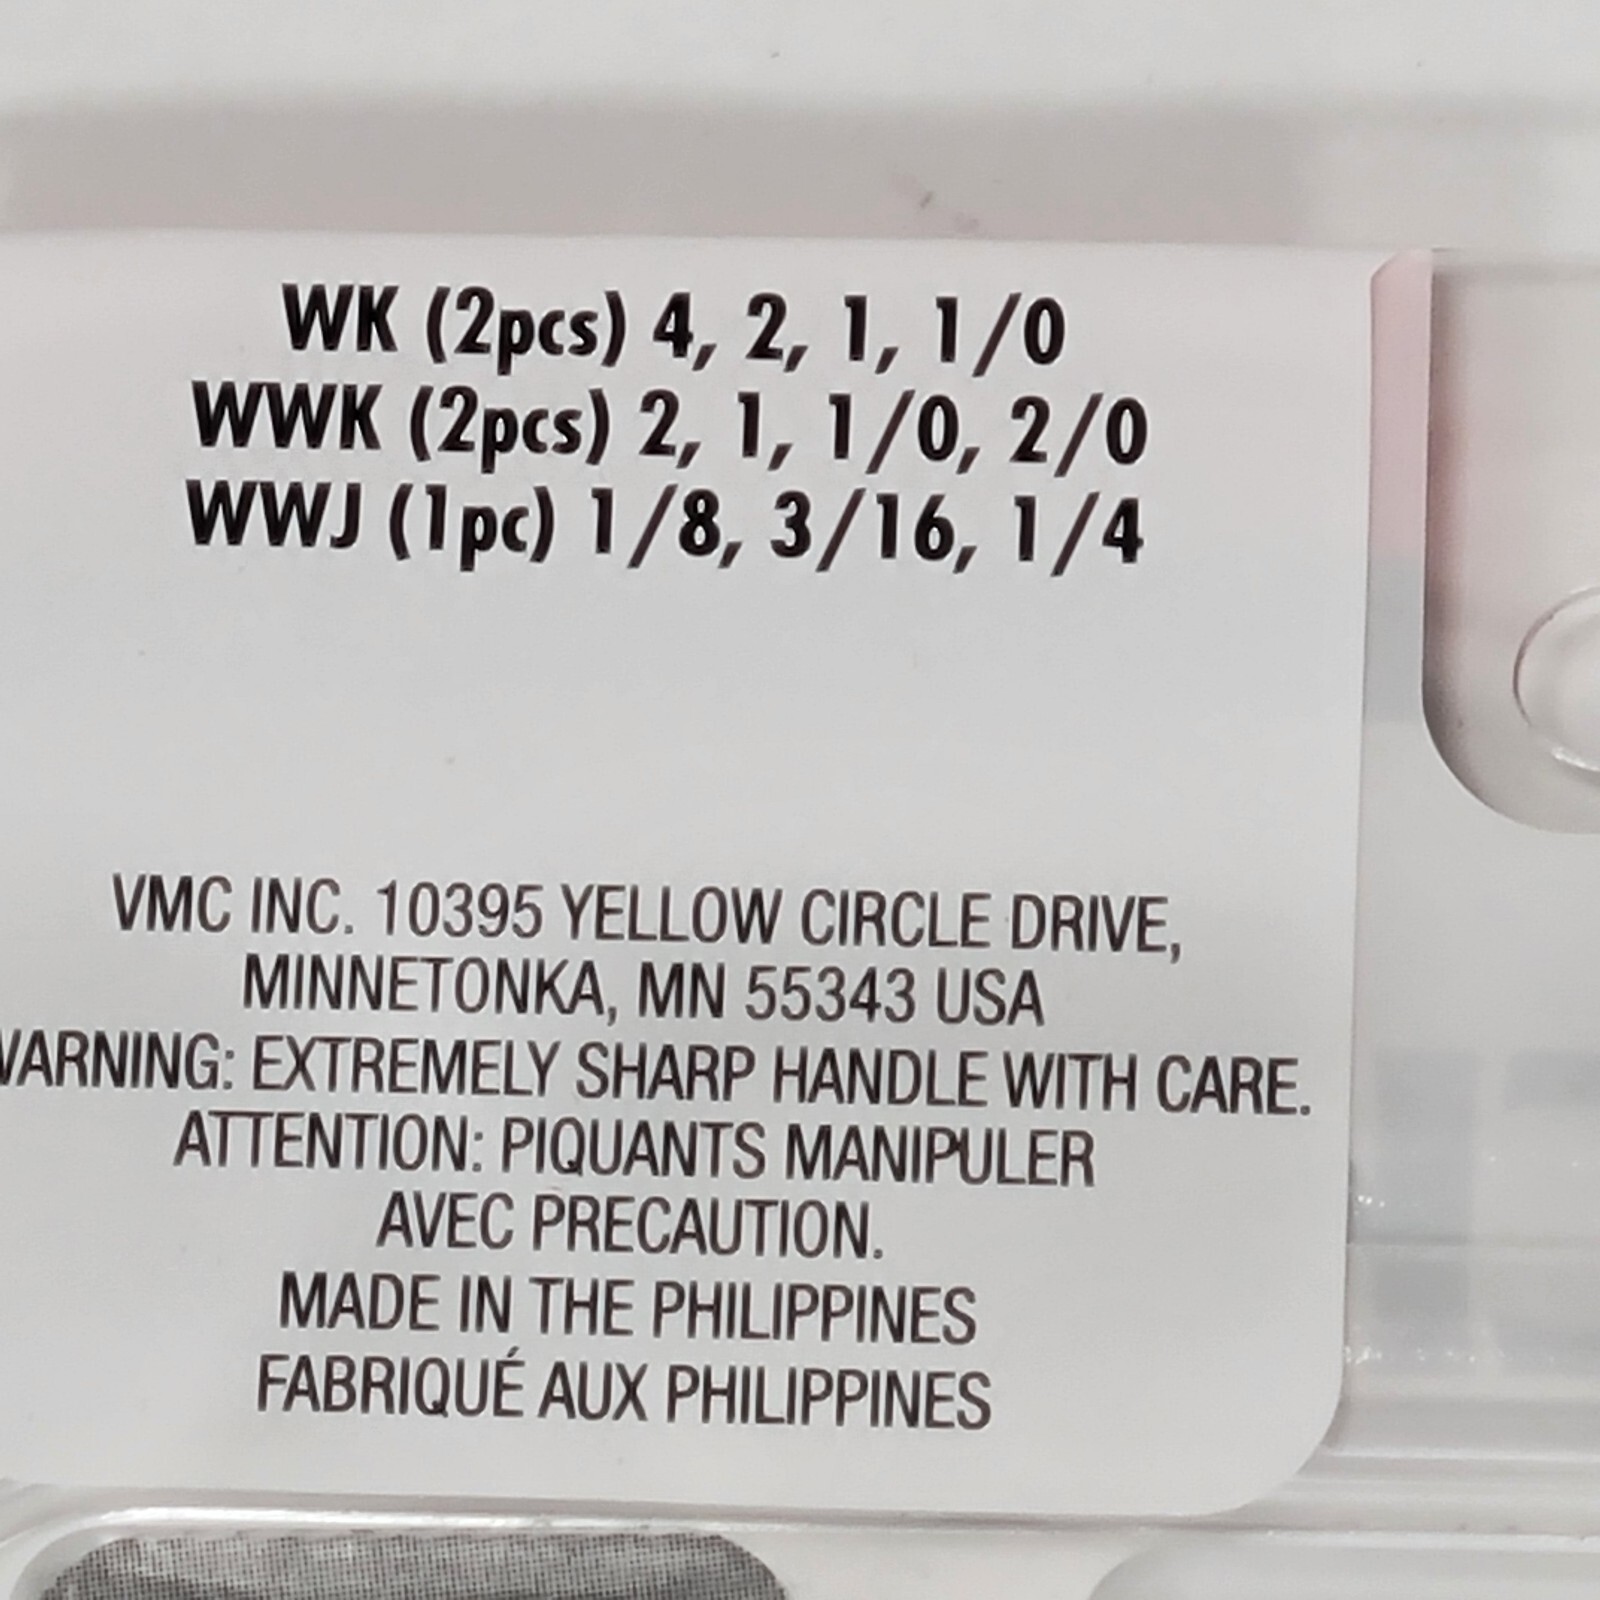 WK (2pcs) 4, 2, 1, 1/0
WWK (2pcs) 2, 1, 1/0, 2/0
WWJ (1pc) 1/8, 3/16, 1/4
VMC INC. 10395 YELLOW CIRCLE DRIVE,
MINNETONKA, MN 55343 USA
WARNING: EXTREMELY SHARP HANDLE WITH CARE.
ATTENTION: PIQUANTS MANIPULER
AVEC PRECAUTION.
MADE IN THE PHILIPPINES
FABRIQUÉ AUX PHILIPPINES